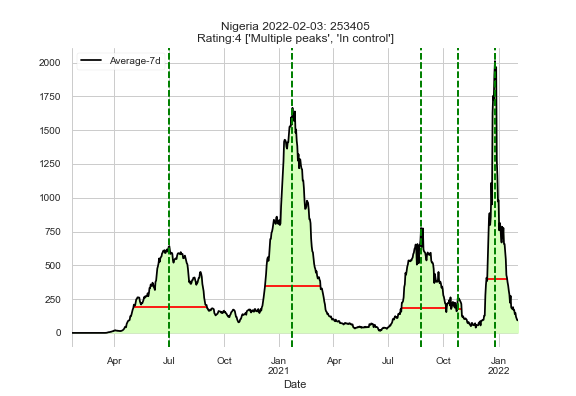 Nigeria 2022-02-03: 253405
Rating:4 ['Multiple peaks', 'In control']
Average-7d
2000
1750
1500
1250
1000
750
500
250
0
Apr Jul Oct Jan Apr Jul Oct Jan
2021 2022
Date